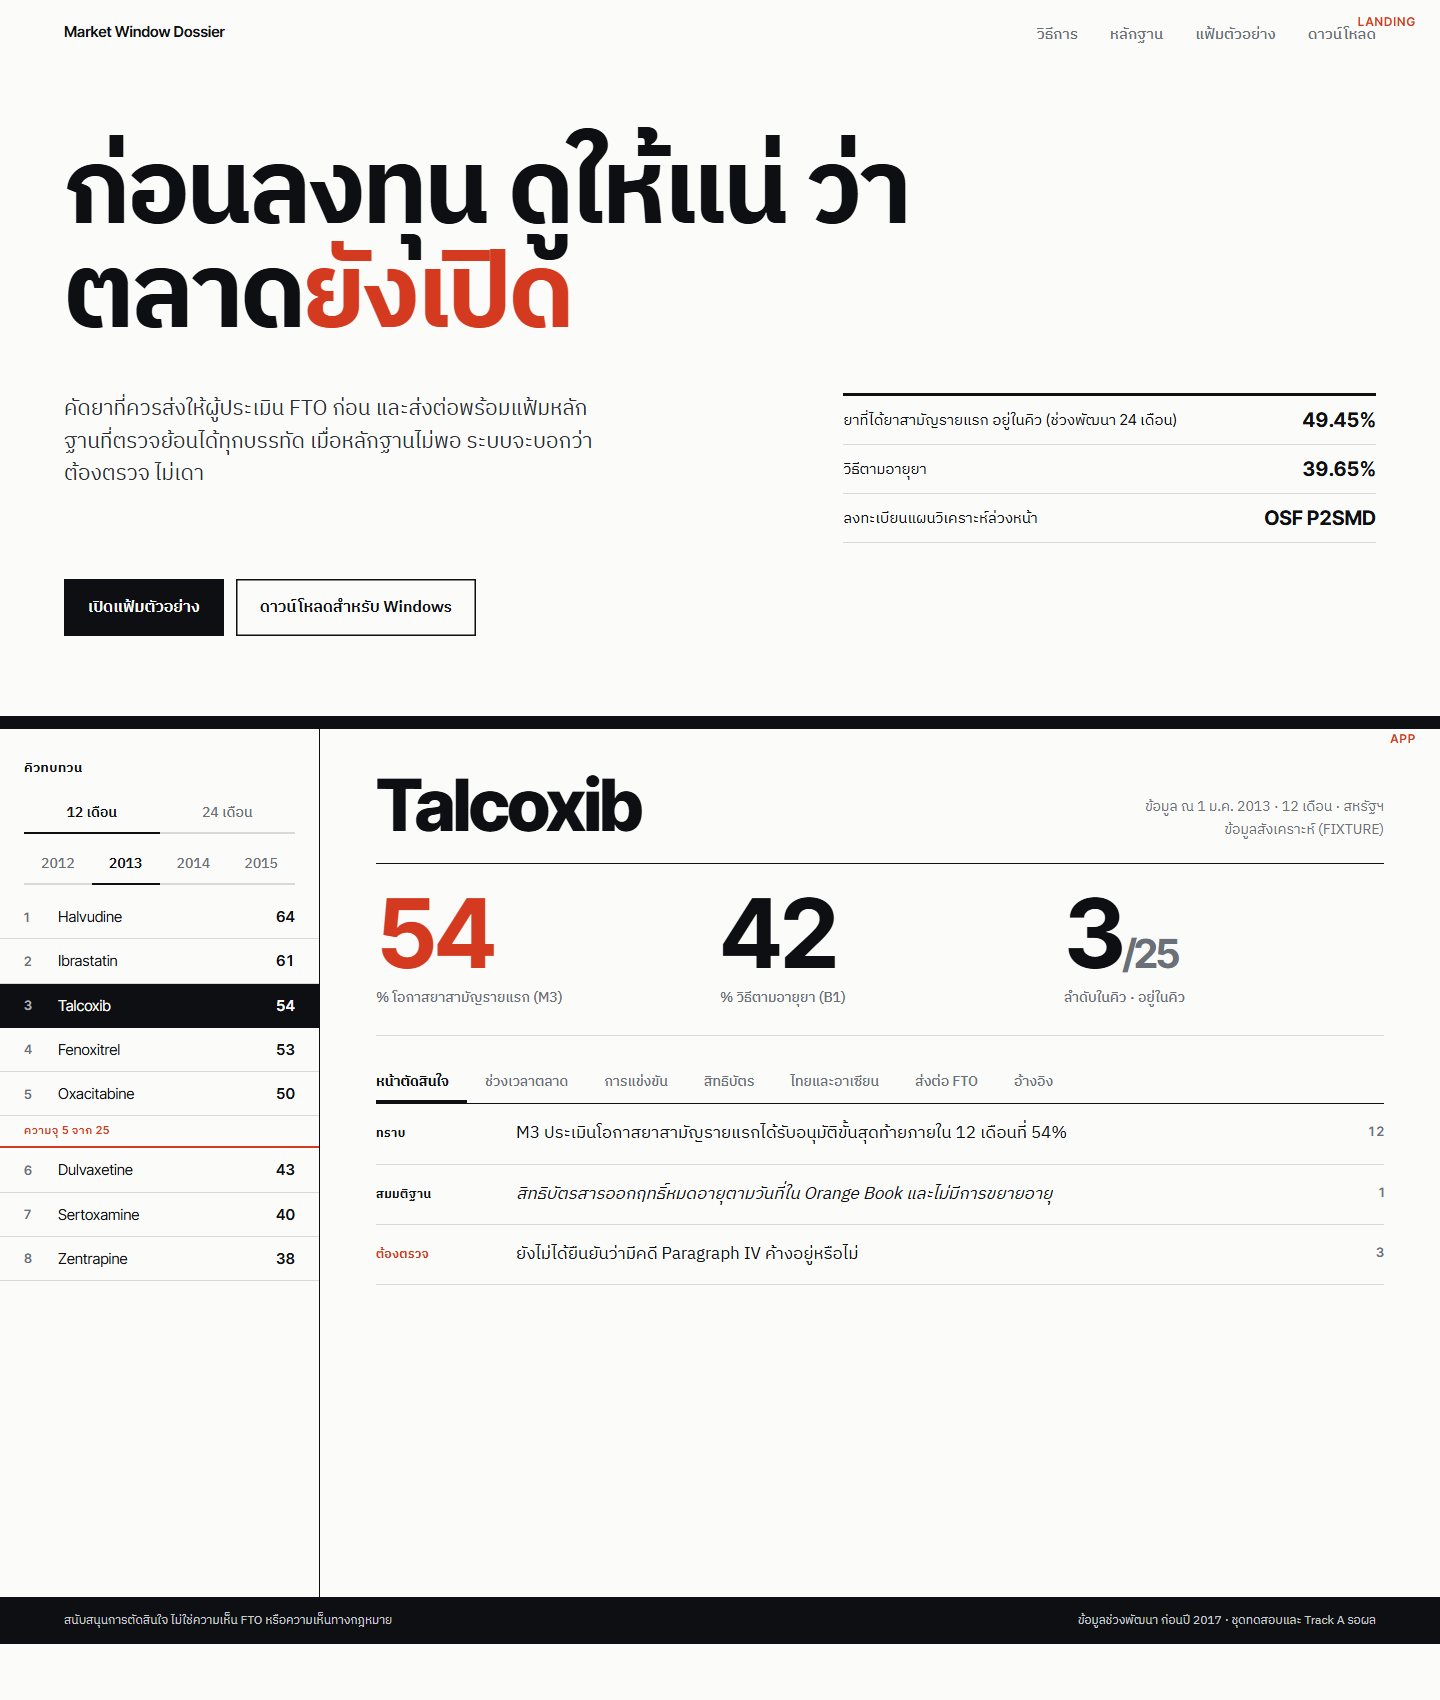 Market Window Dossier
วิธีการ หลักฐาน แฟ้มตัวอย่าง ดาวน์โหลด
LANDING
ก่อนลงทุน ดูให้แน่ ว่า
ตลาดยังเปิด
คัดยาที่ควรส่งให้ผู้ประเมิน FTO ก่อน และส่งต่อพร้อมแฟ้มหลัก
ฐานที่ตรวจย้อนได้ทุกบรรทัด เมื่อหลักฐานไม่พอ ระบบจะบอกว่า
ต้องตรวจ ไม่เดา
ยาที่ได้ยาสามัญรายแรก อยู่ในคิว (ช่วงพัฒนา 24 เดือน) 49.45%
วิธีตามอายุยา 39.65%
ลงทะเบียนแผนวิเคราะห์ล่วงหน้า OSF P2SMD
เปิดแฟ้มตัวอย่าง
ดาวน์โหลดสำหรับ Windows
APP
คิวทบทวน
12 เดือน 24 เดือน
2012 2013 2014 2015
1 Halvudine 64
2 Ibrastatin 61
3 Talcoxib 54
4 Fenoxitrel 53
5 Oxacitabine 50
ความจุ 5 จาก 25
6 Dulvaxetine 43
7 Sertoxamine 40
8 Zentrapine 38
Talcoxib
ข้อมูล ณ 1 ม.ค. 2013 · 12 เดือน · สหรัฐฯ
ข้อมูลสังเคราะห์ (FIXTURE)
54
% โอกาสยาสามัญรายแรก (M3)
42
% วิธีตามอายุยา (B1)
3/25
ลำดับในคิว · อยู่ในคิว
หน้าตัดสินใจ ช่วงเวลาตลาด การแข่งขัน สิทธิบัตร ไทยและอาเซียน ส่งต่อ FTO อ้างอิง
ทราบ M3 ประเมินโอกาสยาสามัญรายแรกได้รับอนุมัติขั้นสุดท้ายภายใน 12 เดือนที่ 54% 12
สมมติฐาน สิทธิบัตรสารออกฤทธิ์หมดอายุตามวันที่ใน Orange Book และไม่มีการขยายอายุ 1
ต้องตรวจ ยังไม่ได้ยืนยันว่ามีคดี Paragraph IV ค้างอยู่หรือไม่ 3
สนับสนุนการตัดสินใจ ไม่ใช่ความเห็น FTO หรือความเห็นทางกฎหมาย
ข้อมูลช่วงพัฒนา ก่อนปี 2017 · ชุดทดสอบและ Track A รอผล